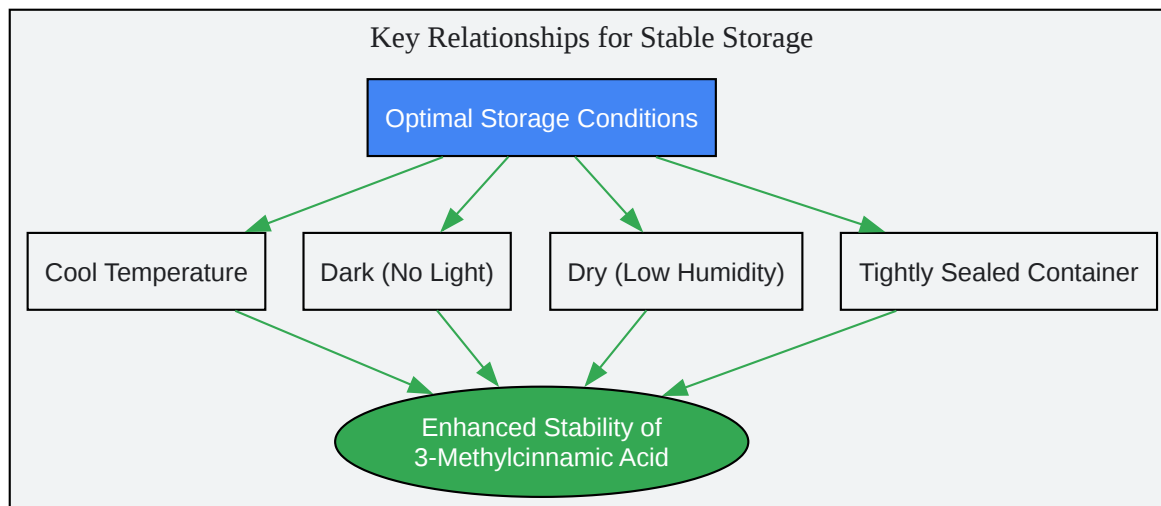 Key Relationships for Stable Storage
Optimal Storage Conditions
Cool Temperature
Dark (No Light)
Dry (Low Humidity)
Tightly Sealed Container
Enhanced Stability of
3-Methylcinnamic Acid